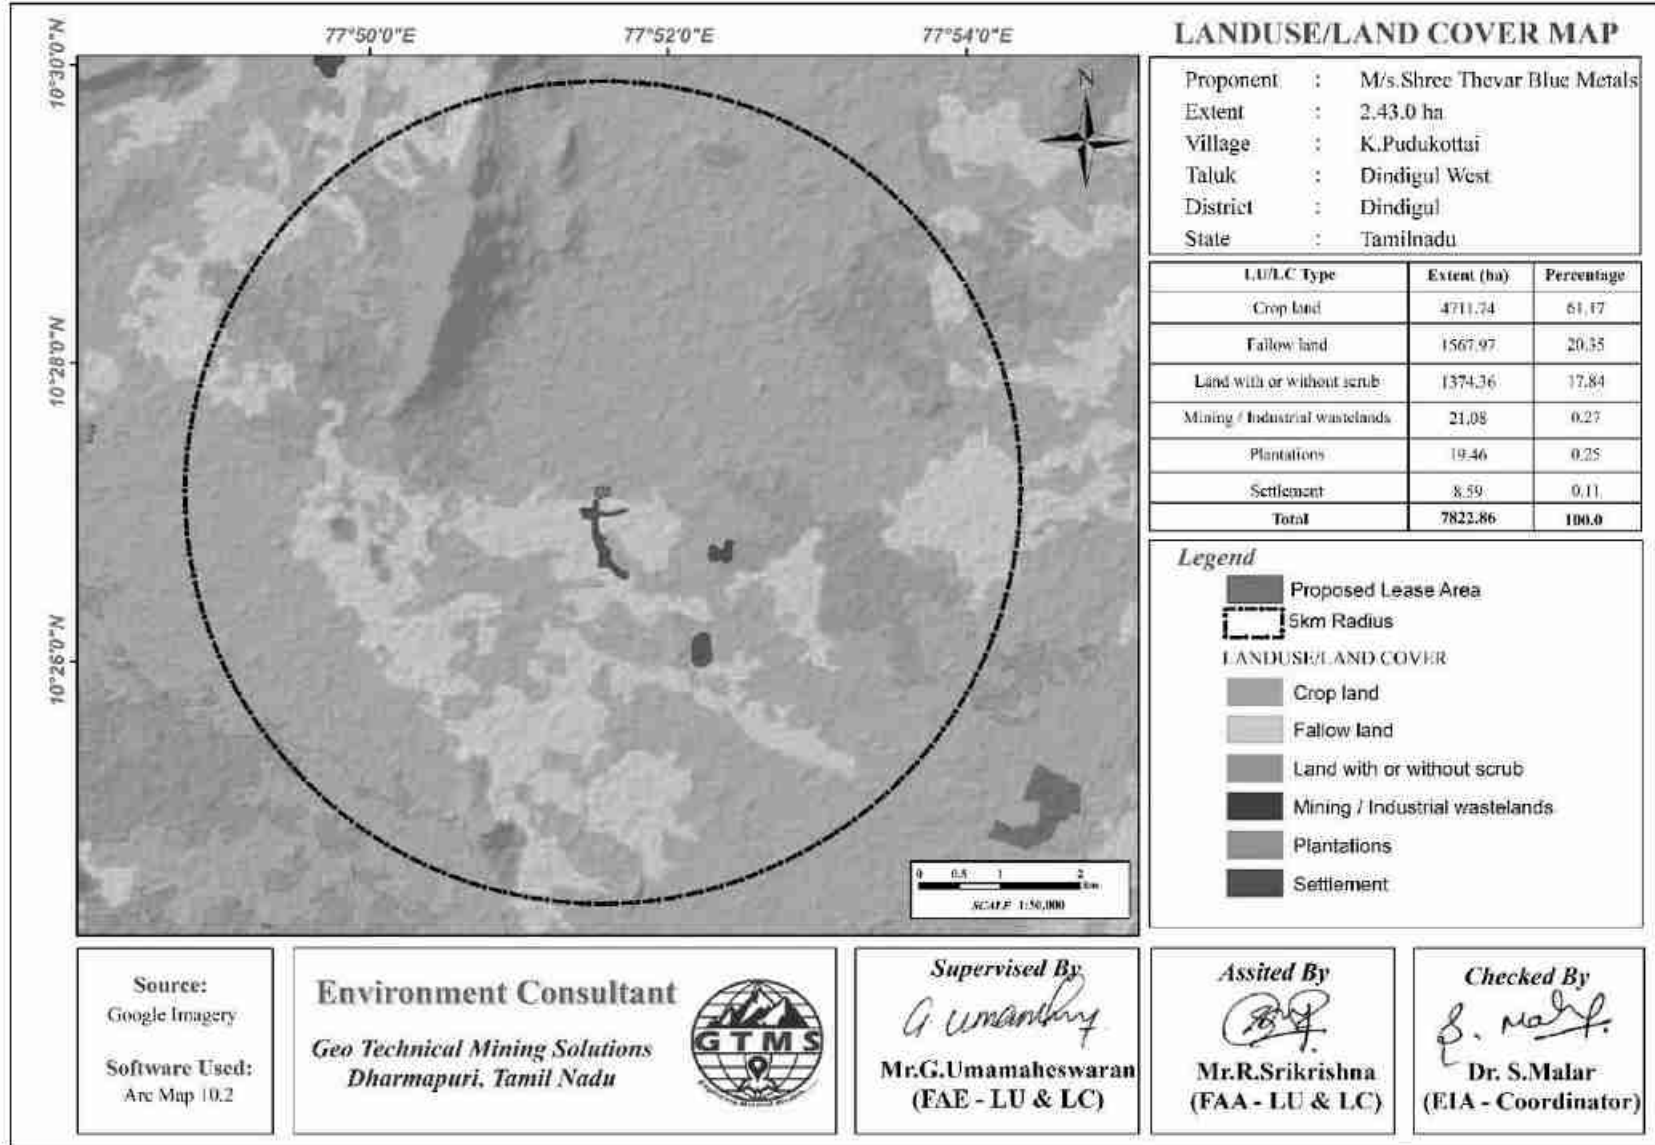 LANDUSE/LAND COVER MAP
77°50'0"E 77°52'0"E 77°54'0"E
10°30'0"N
10°28'0"N
10°26'0"N
N
Proponent : M/s.Shree Thevar Blue Metals
Extent : 2.43.0 ha
Village : K.Pudukottai
Taluk : Dindigul West
District : Dindigul
State : Tamilnadu
LU/LC Type Extent (ha) Percentage
Crop land 4711.74 61.17
Fallow land 1567.97 20.35
Land with or without scrub 1374.36 17.84
Mining / Industrial wastelands 21.08 0.27
Plantations 19.46 0.25
Settlement 8.59 0.11
Total 7822.86 100.0
Legend
Proposed Lease Area
5km Radius
LANDUSE/LAND COVER
Crop land
Fallow land
Land with or without scrub
Mining / Industrial wastelands
Plantations
Settlement
0 0.5 1 2
km
SCALE 1:50,000
Source:
Google Imagery
Software Used:
Arc Map 10.2
Environment Consultant
Geo Technical Mining Solutions
Dharmapuri, Tamil Nadu
GTMS
Supervised By
Mr.G.Umamaheswaran
(FAE - LU & LC)
Assited By
Mr.R.Srikrishna
(FAA - LU & LC)
Checked By
Dr. S.Malar
(EIA - Coordinator)